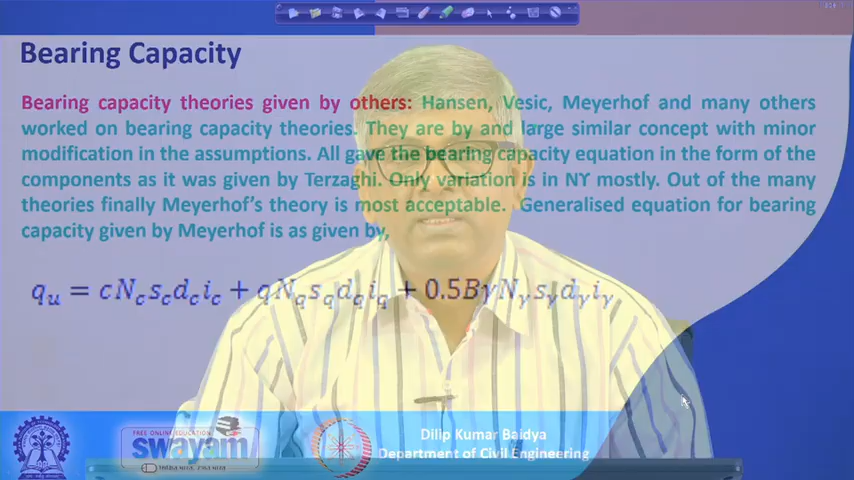 Bearing Capacity
Bearing capacity theories given by others: Hansen, Vesic, Meyerhof and many others
worked on bearing capacity theories. They are by and large similar concept with minor
modification in the assumptions. All gave the bearing capacity equation in the form of the
components as it was given by Terzaghi. Only variation is in NϒY mostly. Out of the many
theories finally Meyerhof's theory is most acceptable. Generalised equation for bearing
capacity given by Meyerhof is as given by,
q_u = cN_c s_c d_c i_c + qN_q s_q d_q i_q + 0.5BγN_γ s_γ d_γ i_γ
FREE ONLINE EDUCATION
swayam
Dilip Kumar Baidya
Department of Civil Engineering